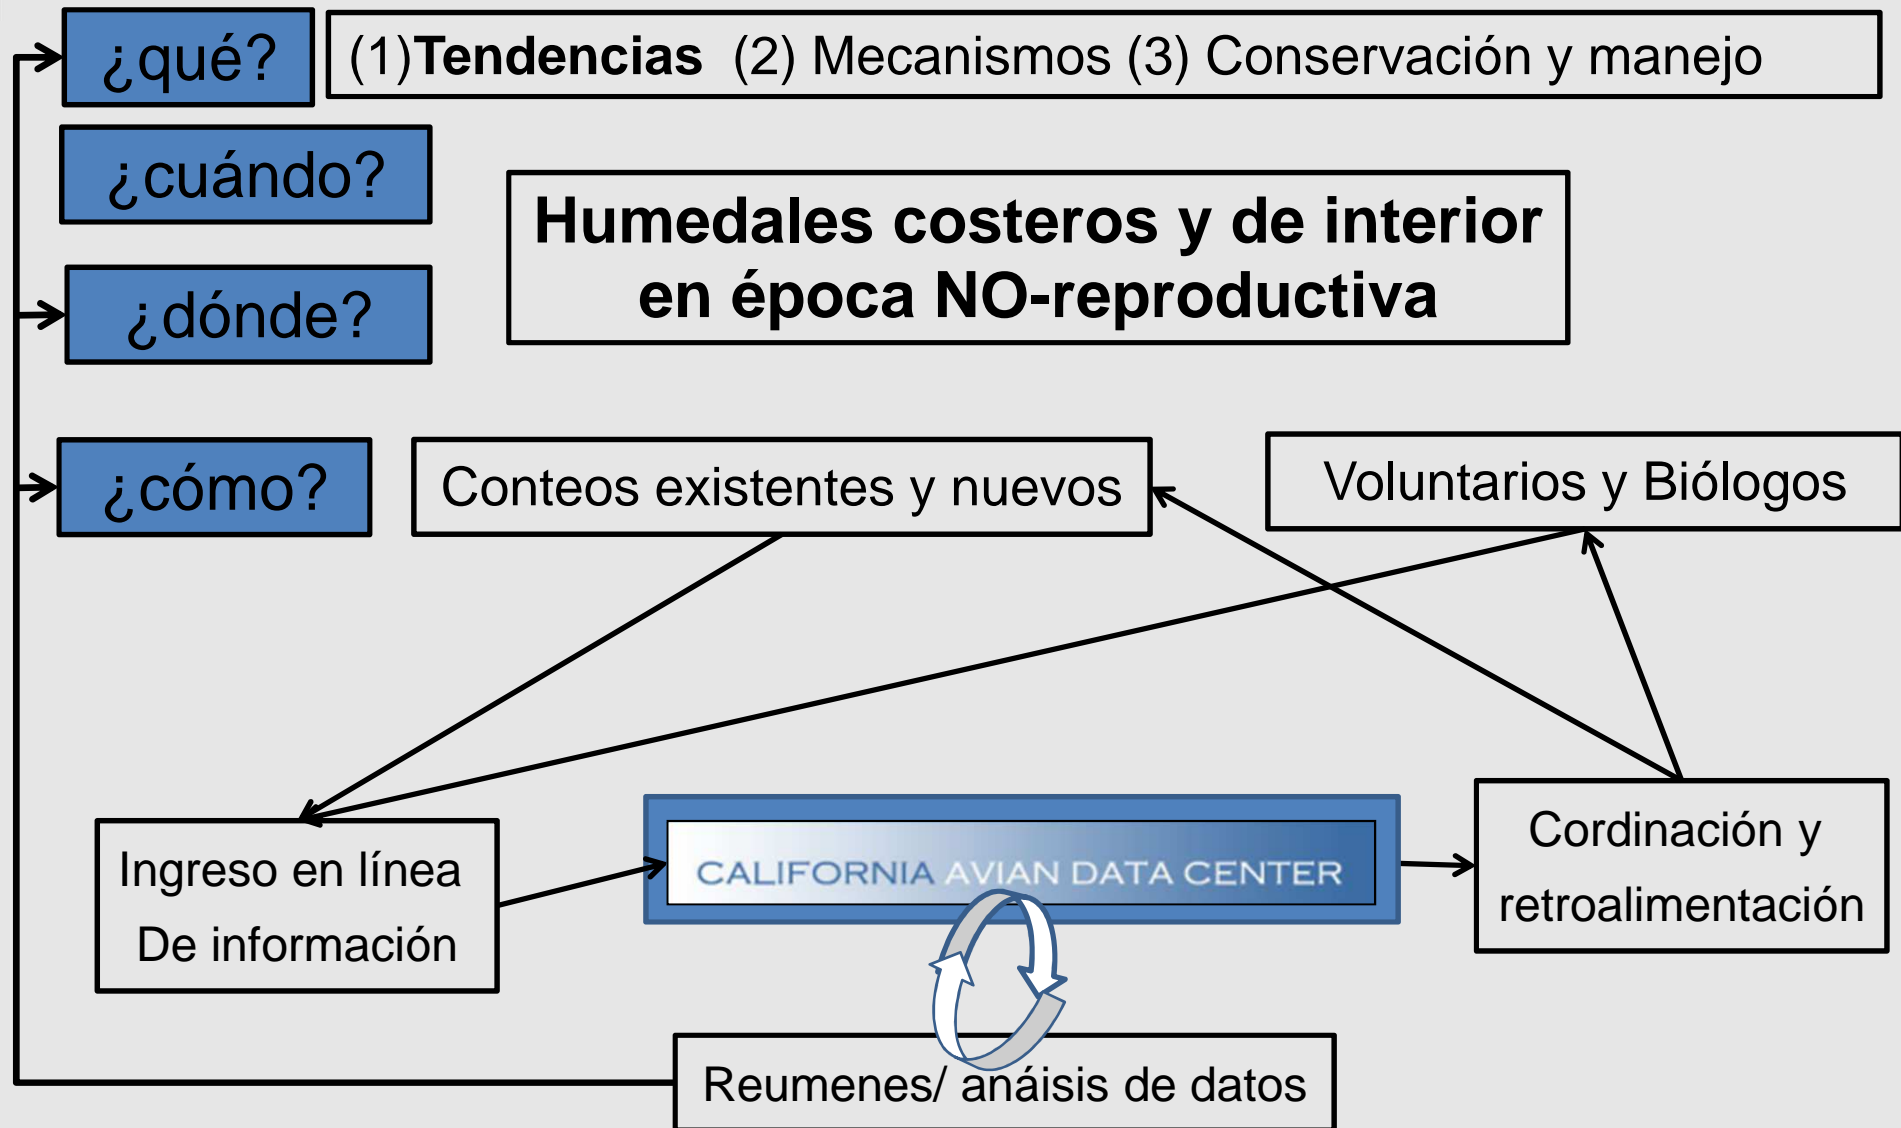 ¿qué?
(1)Tendencias (2) Mecanismos (3) Conservación y manejo
¿cuándo?
Humedales costeros y de interior
en época NO-reproductiva
¿dónde?
¿cómo?
Conteos existentes y nuevos
Voluntarios y Biólogos
Ingreso en línea
De información
CALIFORNIA AVIAN DATA CENTER
Cordinación y
retroalimentación
Reumenes/ anáisis de datos